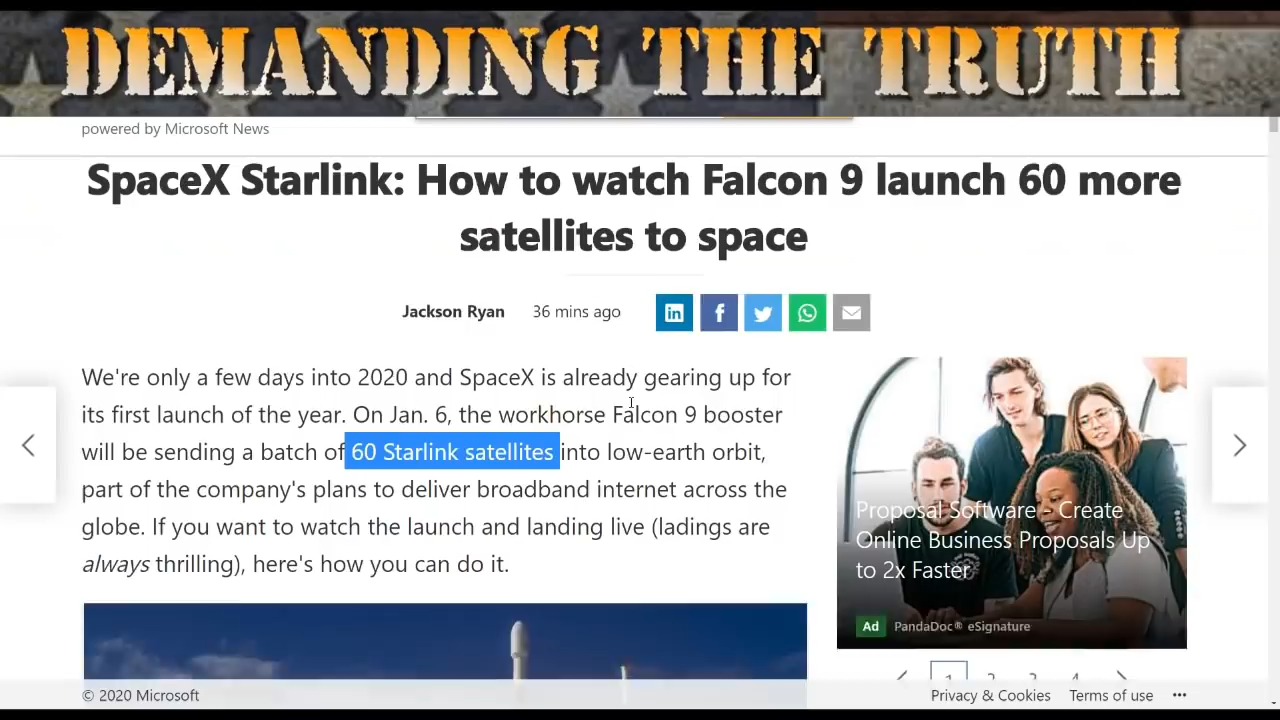 DEMANDING THE TRUTH
powered by Microsoft News
SpaceX Starlink: How to watch Falcon 9 launch 60 more
satellites to space
Jackson Ryan 36 mins ago
We're only a few days into 2020 and SpaceX is already gearing up for
its first launch of the year. On Jan. 6, the workhorse Falcon 9 booster
will be sending a batch of 60 Starlink satellites into low-earth orbit,
part of the company's plans to deliver broadband internet across the
globe. If you want to watch the launch and landing live (ladings are
always thrilling), here's how you can do it.
Proposal Software - Create
Online Business Proposals Up
to 2x Faster
Ad PandaDoc® eSignature
1 2 3 4
© 2020 Microsoft
Privacy & Cookies Terms of use